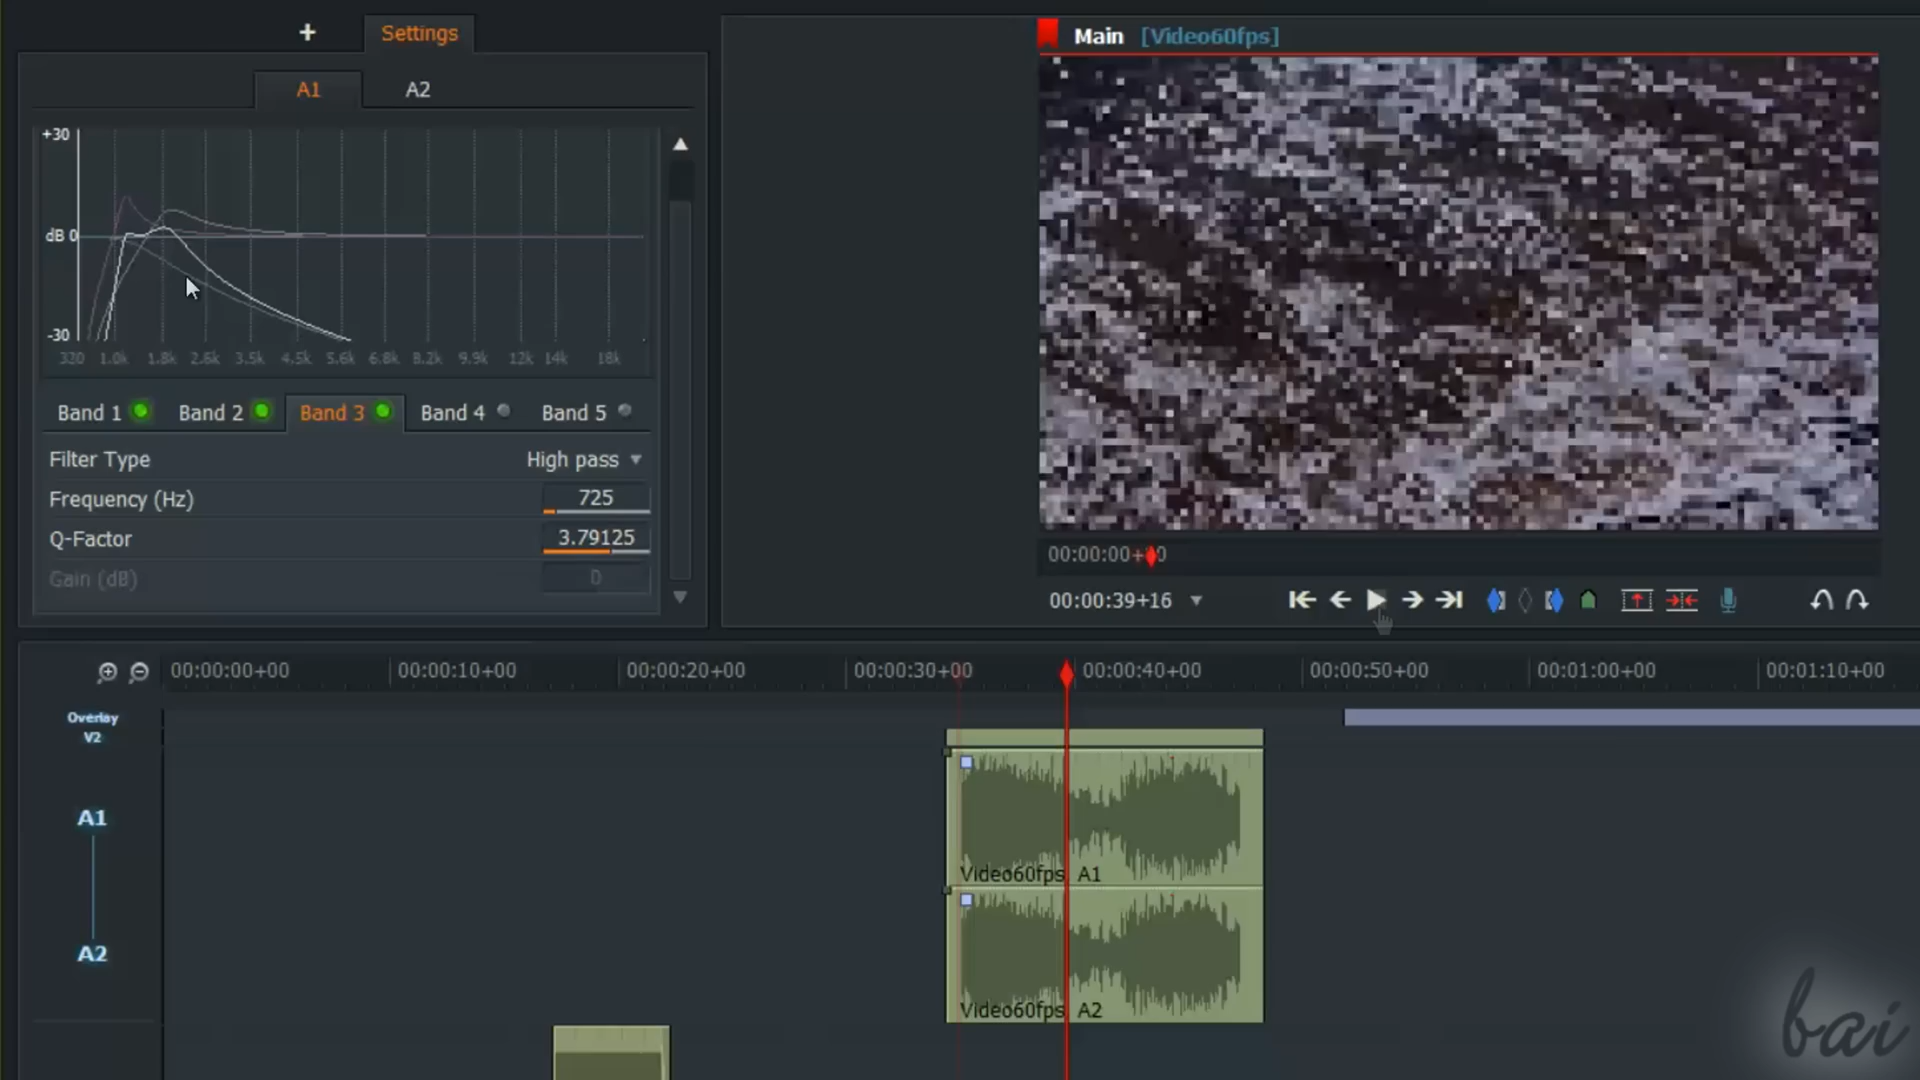 + Settings
A1 A2
+30
dB 0
-30
320 1.0k 1.8k 2.6k 3.5k 4.5k 5.6k 6.8k 8.2k 9.9k 12k 14k 18k
Band 1 Band 2 Band 3 Band 4 Band 5
Filter Type High pass
Frequency (Hz) 725
Q-Factor 3.79125
Gain (dB) 0
Main [Video60fps]
00:00:39+16
00:00:00+00 00:00:10+00 00:00:20+00 00:00:30+00 00:00:40+00 00:00:50+00 00:01:00+00 00:01:10+00
Overlay
V2
A1
Video60fps, A1
A2
Video60fps, A2
bai